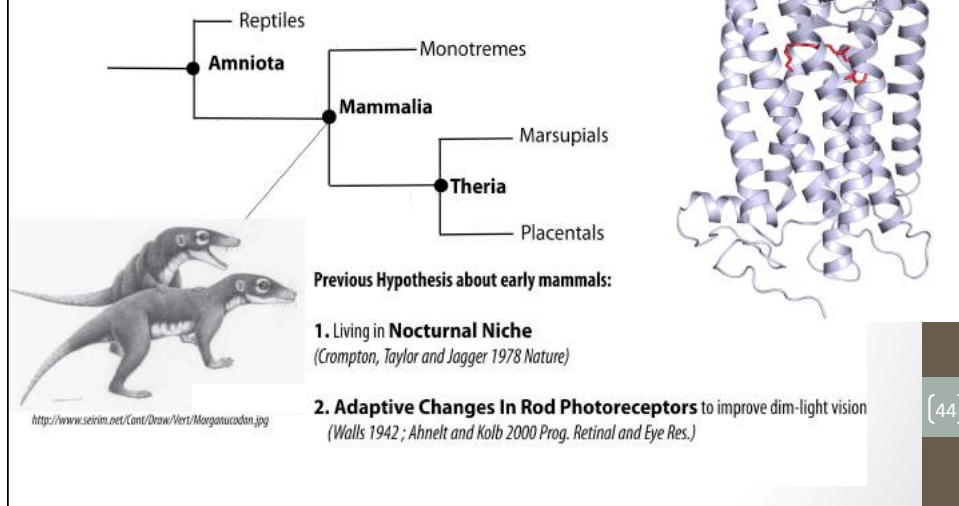 Reptiles
Amniota
Monotremes
Mammalia
Marsupials
Theria
Placentals
Previous Hypothesis about early mammals:
1. Living in Nocturnal Niche
(Crompton, Taylor and Jagger 1978 Nature)
2. Adaptive Changes In Rod Photoreceptors to improve dim-light vision
(Walls 1942 ; Ahnelt and Kolb 2000 Prog. Retinal and Eye Res.)
http://www.seirim.net/Cont/Draw/Vert/Morganucodon.jpg
44